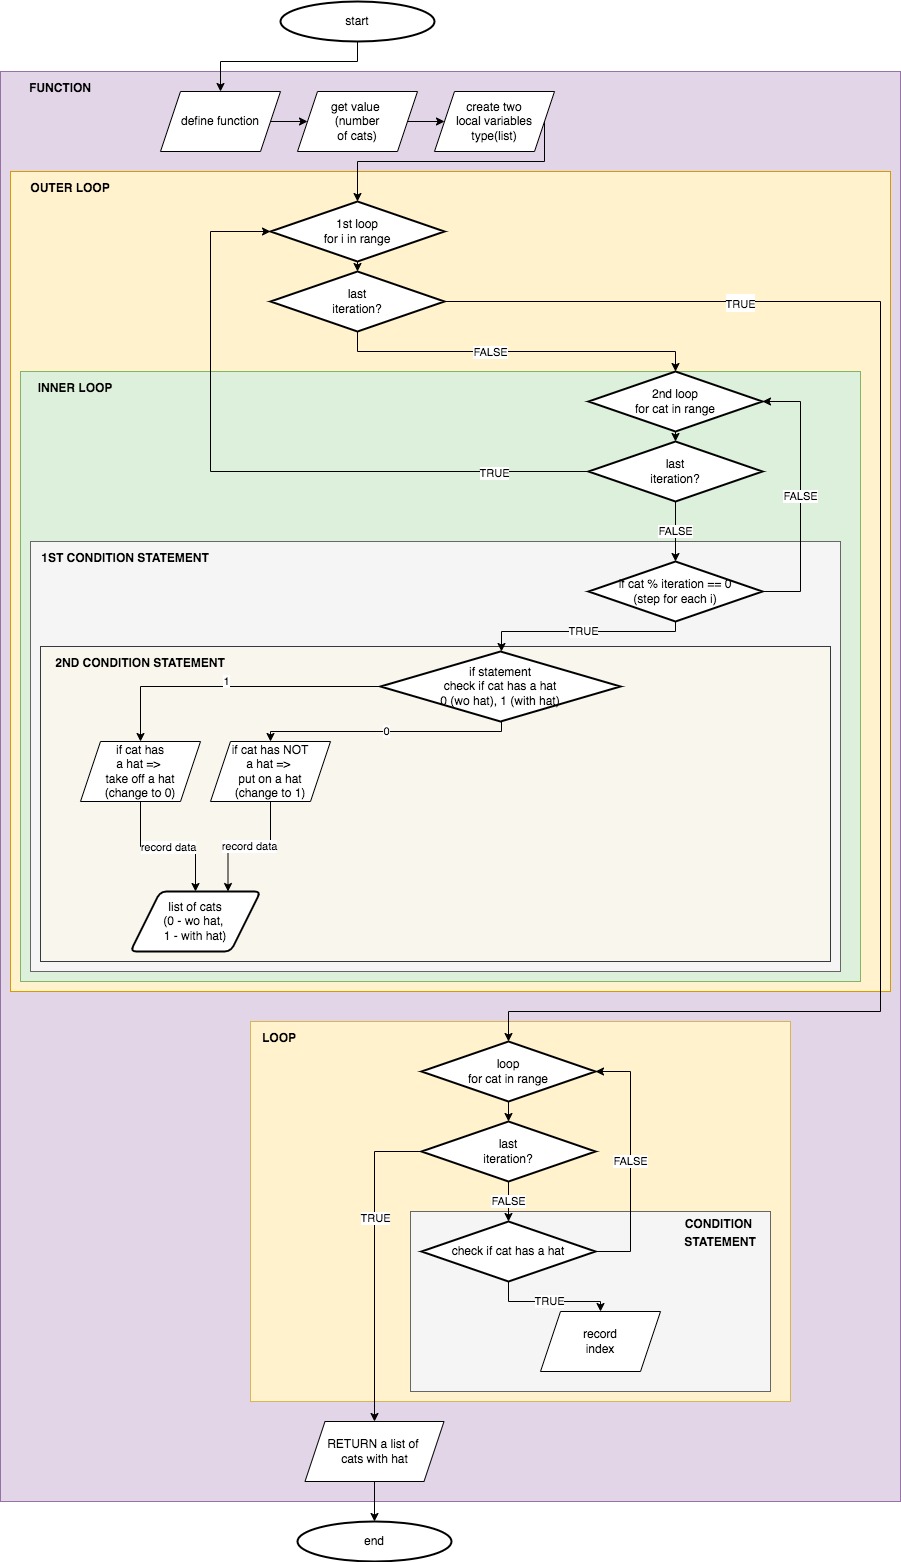 start
FUNCTION
define function
get value
(number
of cats)
create two
local variables
type(list)
OUTER LOOP
1st loop
for i in range
last
iteration?
TRUE
FALSE
INNER LOOP
2nd loop
for cat in range
last
iteration?
TRUE
FALSE
FALSE
1ST CONDITION STATEMENT
if cat % iteration == 0
(step for each i)
TRUE
2ND CONDITION STATEMENT
if statement
check if cat has a hat
0 (wo hat), 1 (with hat)
1
0
if cat has
a hat =>
take off a hat
(change to 0)
if cat has NOT
a hat =>
put on a hat
(change to 1)
record data
record data
list of cats
(0 - wo hat,
1 - with hat)
LOOP
loop
for cat in range
last
iteration?
FALSE
TRUE
FALSE
CONDITION
STATEMENT
check if cat has a hat
TRUE
record
index
RETURN a list of
cats with hat
end